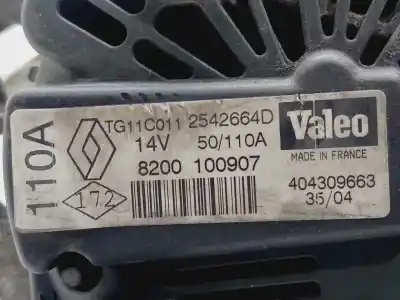 110A
TG11C011 2542664D
14V 50/110A
8200 100907
172
Valeo
MADE IN FRANCE
404309663
35/04